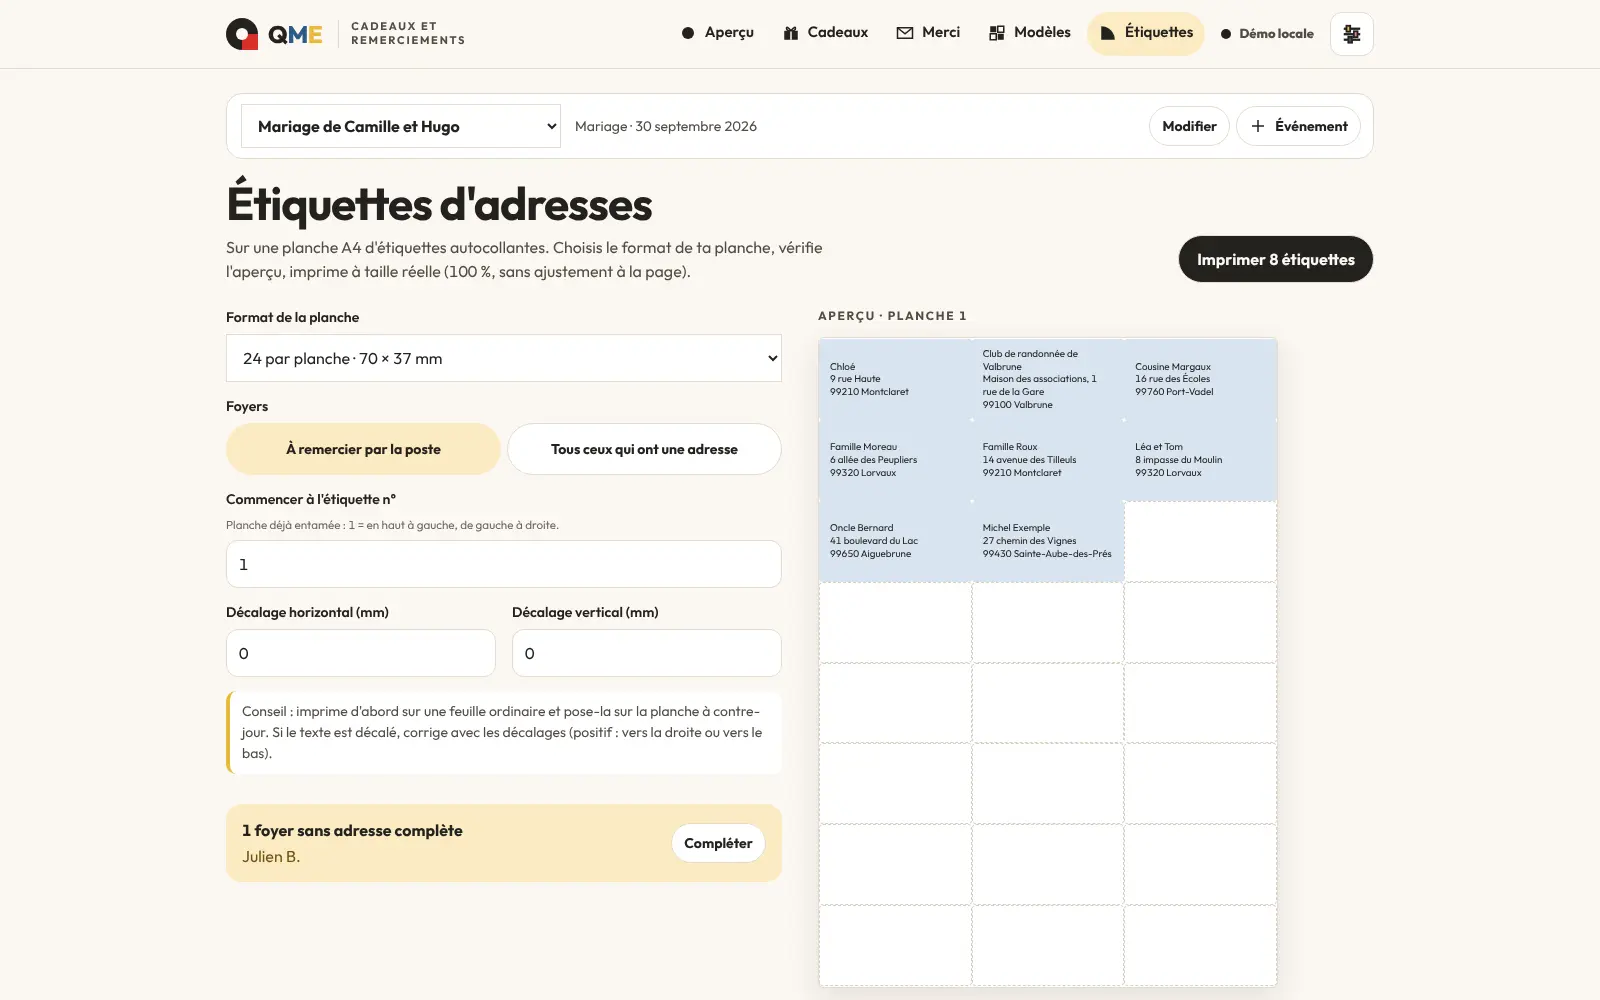 QME
CADEAUX ET
REMERCIEMENTS
Aperçu
Cadeaux
Merci
Modèles
Étiquettes
Démo locale
Mariage de Camille et Hugo
Mariage · 30 septembre 2026
Modifier
Événement
Étiquettes d'adresses
Sur une planche A4 d'étiquettes autocollantes. Choisis le format de ta planche, vérifie
l'aperçu, imprime à taille réelle (100 %, sans ajustement à la page).
Imprimer 8 étiquettes
Format de la planche
24 par planche · 70 × 37 mm
Foyers
À remercier par la poste
Tous ceux qui ont une adresse
Commencer à l'étiquette n°
Planche déjà entamée : 1 = en haut à gauche, de gauche à droite.
1
Décalage horizontal (mm)
Décalage vertical (mm)
0
0
Conseil : imprime d'abord sur une feuille ordinaire et pose-la sur la planche à contre-
jour. Si le texte est décalé, corrige avec les décalages (positif : vers la droite ou vers le
bas).
1 foyer sans adresse complète
Julien B.
Compléter
APERÇU · PLANCHE 1
Chloé
9 rue Haute
99210 Montclaret
Club de randonnée de
Valbrune
Maison des associations, 1
rue de la Gare
99100 Valbrune
Cousine Margaux
16 rue des Écoles
99760 Port-Vadel
Famille Moreau
6 allée des Peupliers
99320 Lorvaux
Famille Roux
14 avenue des Tilleuls
99210 Montclaret
Léa et Tom
8 impasse du Moulin
99320 Lorvaux
Oncle Bernard
41 boulevard du Lac
99650 Aiguebrune
Michel Exemple
27 chemin des Vignes
99430 Sainte-Aube-des-Prés